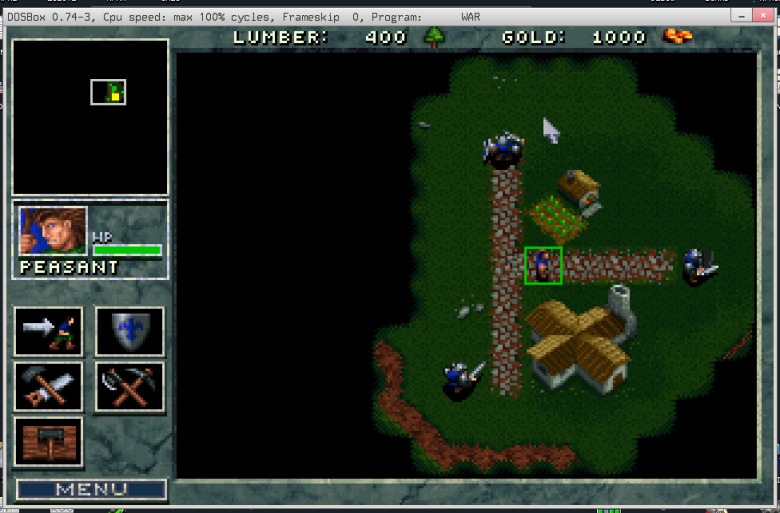 DOSBox 0.74-3, Cpu speed: max 100% cycles, Frameskip 0, Program: WAR
LUMBER: 400 GOLD: 1000
HP
PEASANT
MENU